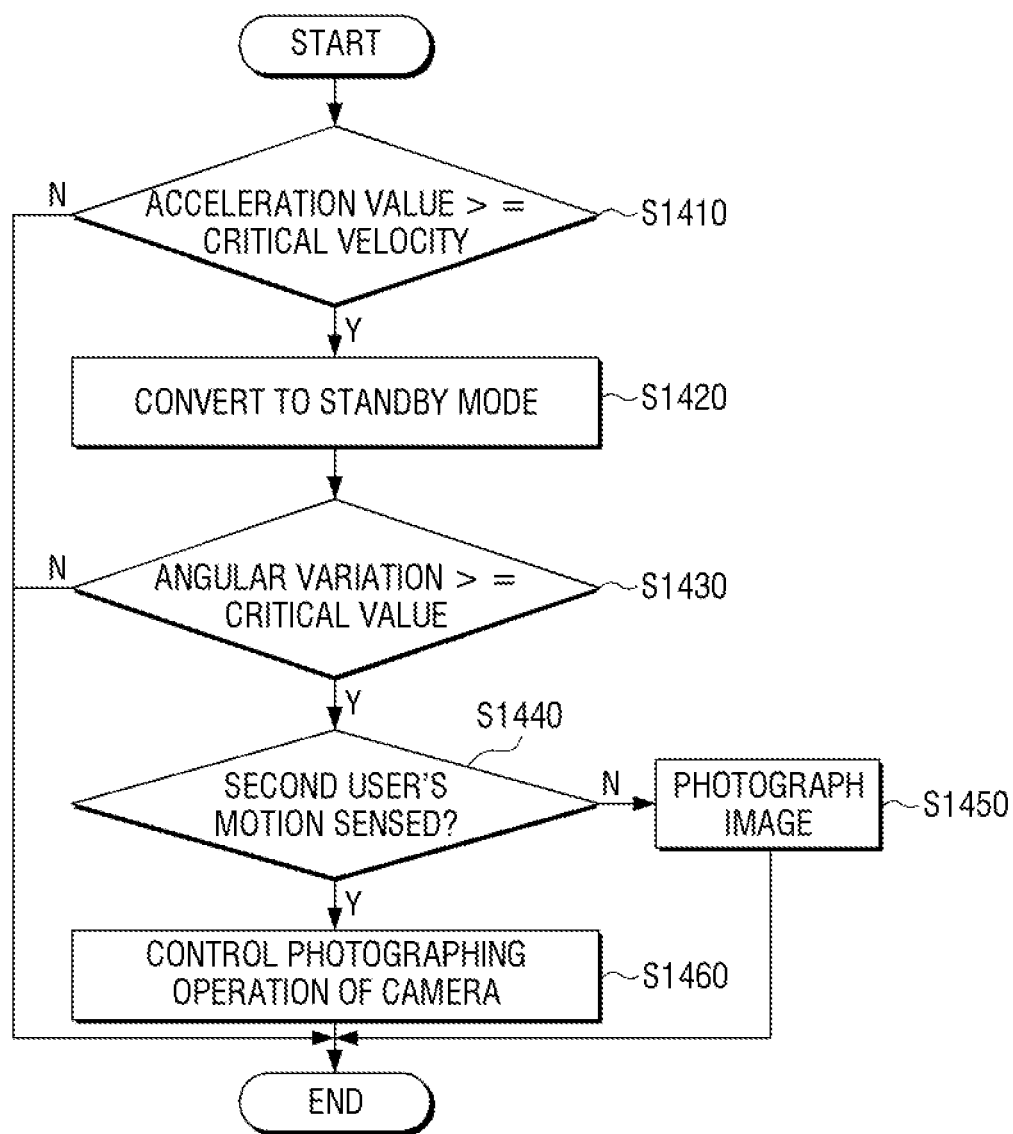 START
N
ACCELERATION VALUE > =
CRITICAL VELOCITY
S1410
Y
CONVERT TO STANDBY MODE
S1420
N
ANGULAR VARIATION > =
CRITICAL VALUE
S1430
Y
S1440
SECOND USER'S
MOTION SENSED?
N
PHOTOGRAPH
IMAGE
S1450
Y
CONTROL PHOTOGRAPHING
OPERATION OF CAMERA
S1460
END